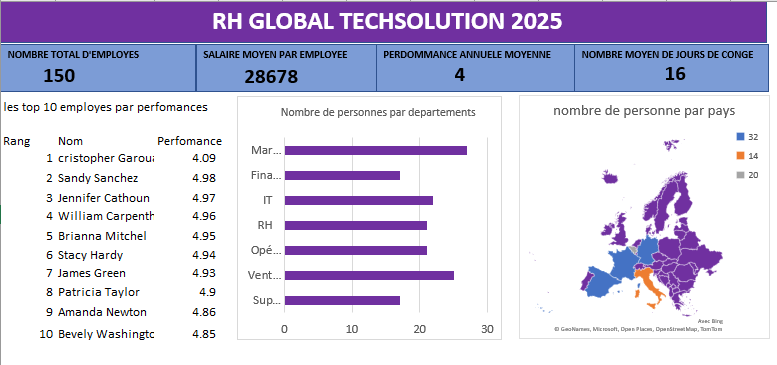 RH GLOBAL TECHSOLUTION 2025
NOMBRE TOTAL D'EMPLOYES
150
SALAIRE MOYEN PAR EMPLOYEE
28678
PERDOMMANCE ANNUELE MOYENNE
4
NOMBRE MOYEN DE JOURS DE CONGE
16
les top 10 employes par perfomances
Rang Nom Perfomance
1 cristopher Garoua 4.09
2 Sandy Sanchez 4.98
3 Jennifer Cathoun 4.97
4 William Carpenth 4.96
5 Brianna Mitchel 4.95
6 Stacy Hardy 4.94
7 James Green 4.93
8 Patricia Taylor 4.9
9 Amanda Newton 4.86
10 Bevely Washingtc 4.85
Nombre de personnes par departements
Mar...
Fina...
IT
RH
Opé...
Vent...
Sup...
0 10 20 30
nombre de personne par pays
32
14
20
Avec Bing
© GeoNames, Microsoft, Open Places, OpenStreetMap, TomTom